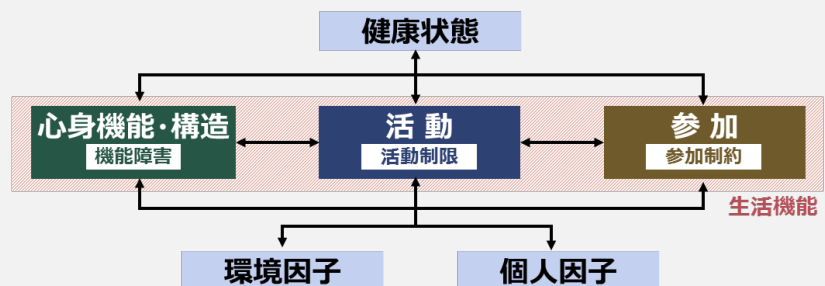 健康状態
心身機能・構造
機能障害
活動
活動制限
参加
参加制約
生活機能
環境因子
個人因子